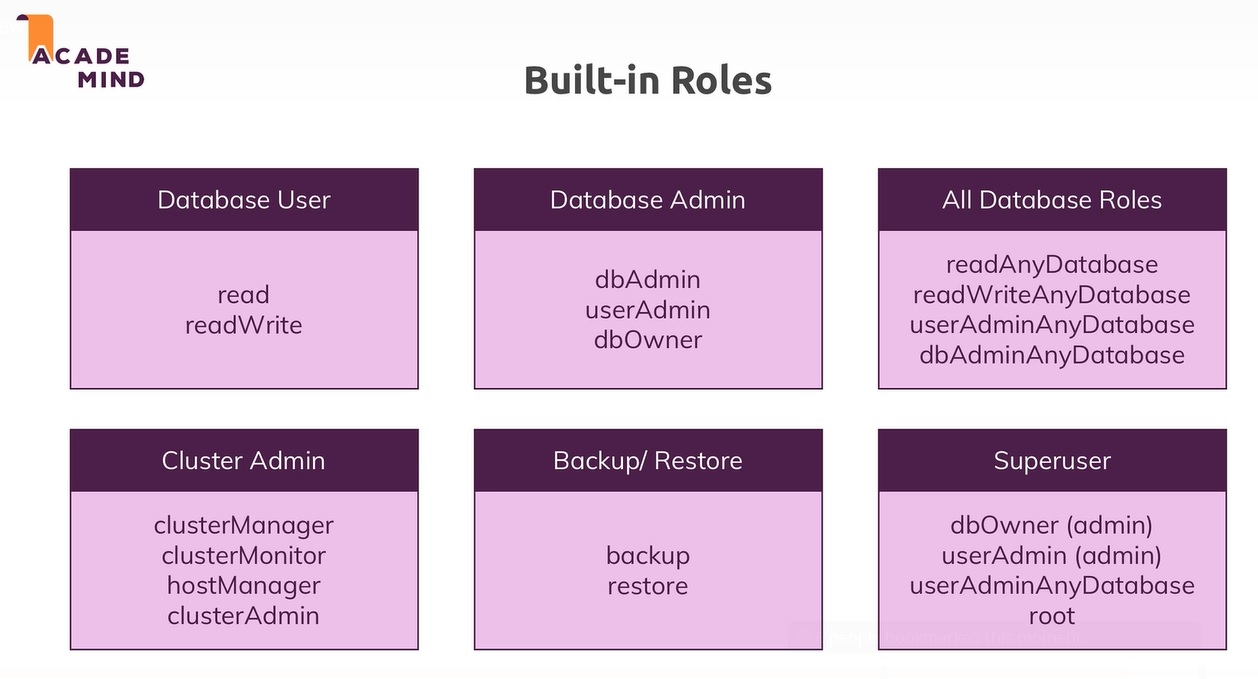 ACADE
MIND
Built-in Roles
Database User
read
readWrite
Database Admin
dbAdmin
userAdmin
dbOwner
All Database Roles
readAnyDatabase
readWriteAnyDatabase
userAdminAnyDatabase
dbAdminAnyDatabase
Cluster Admin
clusterManager
clusterMonitor
hostManager
clusterAdmin
Backup/ Restore
backup
restore
Superuser
dbOwner (admin)
userAdmin (admin)
userAdminAnyDatabase
root